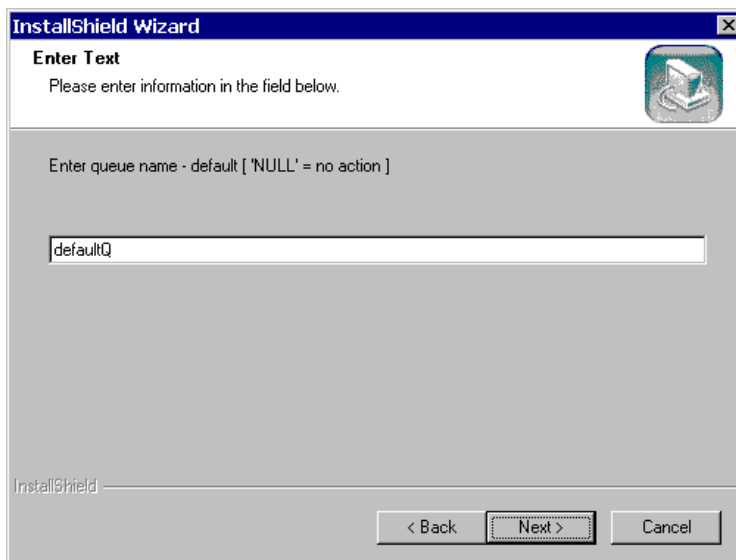 InstallShield Wizard
Enter Text
Please enter information in the field below.
Enter queue name - default [ 'NULL' = no action ]
defaultQ
InstallShield
< Back Next > Cancel